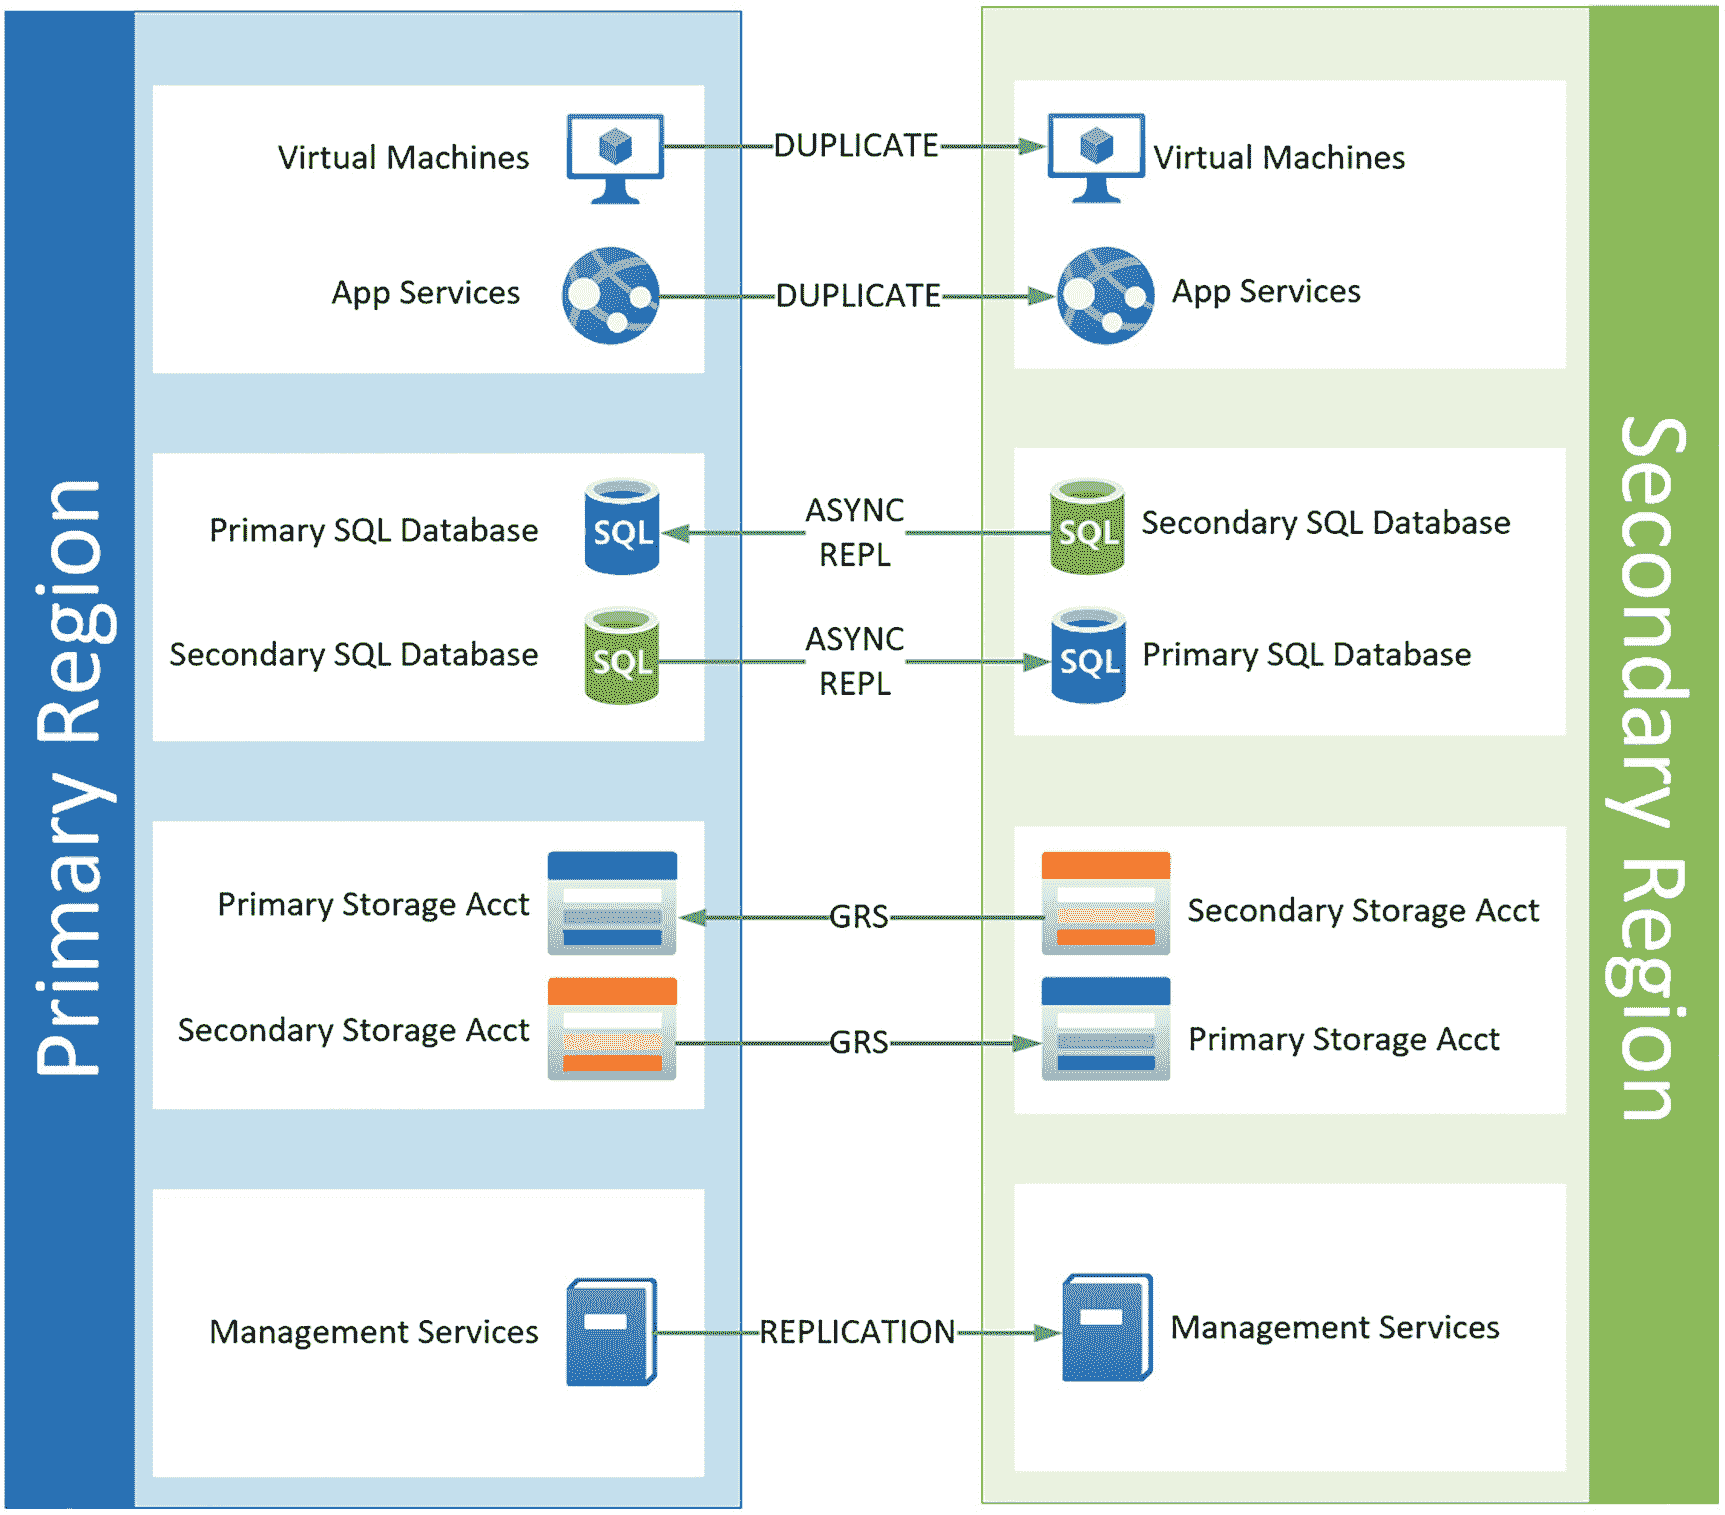 Primary Region
Secondary Region
Virtual Machines
DUPLICATE
Virtual Machines
App Services
DUPLICATE
App Services
Primary SQL Database
SQL
ASYNC
REPL
SQL
Secondary SQL Database
Secondary SQL Database
SQL
ASYNC
REPL
SQL
Primary SQL Database
Primary Storage Acct
GRS
Secondary Storage Acct
Secondary Storage Acct
GRS
Primary Storage Acct
Management Services
REPLICATION
Management Services